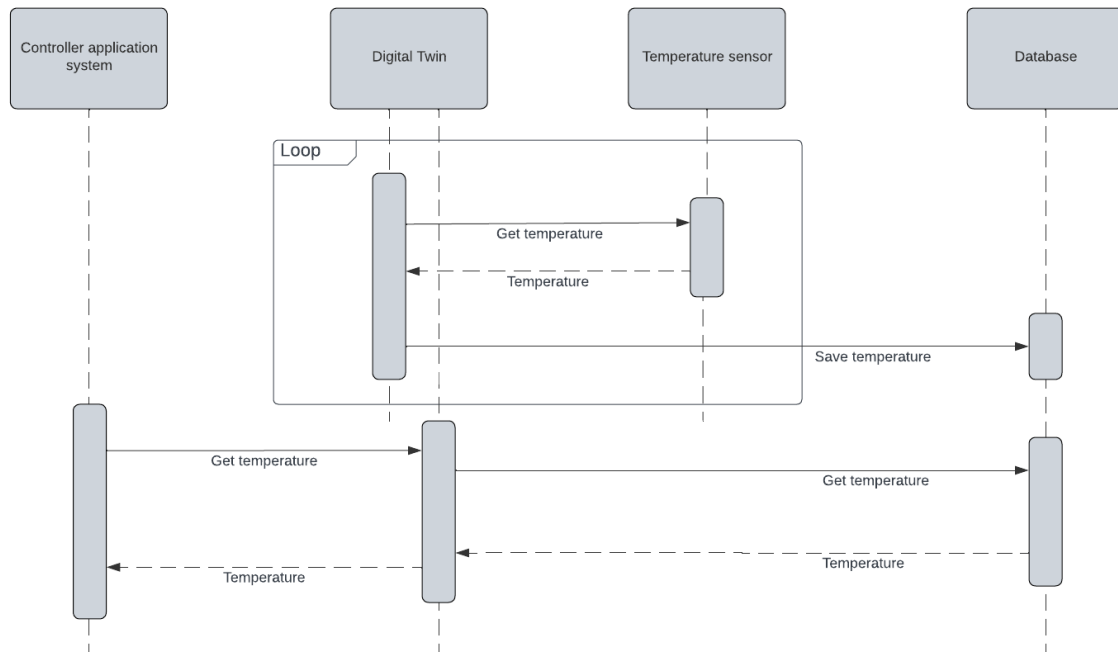 Controller application
system
Digital Twin
Temperature sensor
Database
Loop
Get temperature
Temperature
Save temperature
Get temperature
Get temperature
Temperature
Temperature